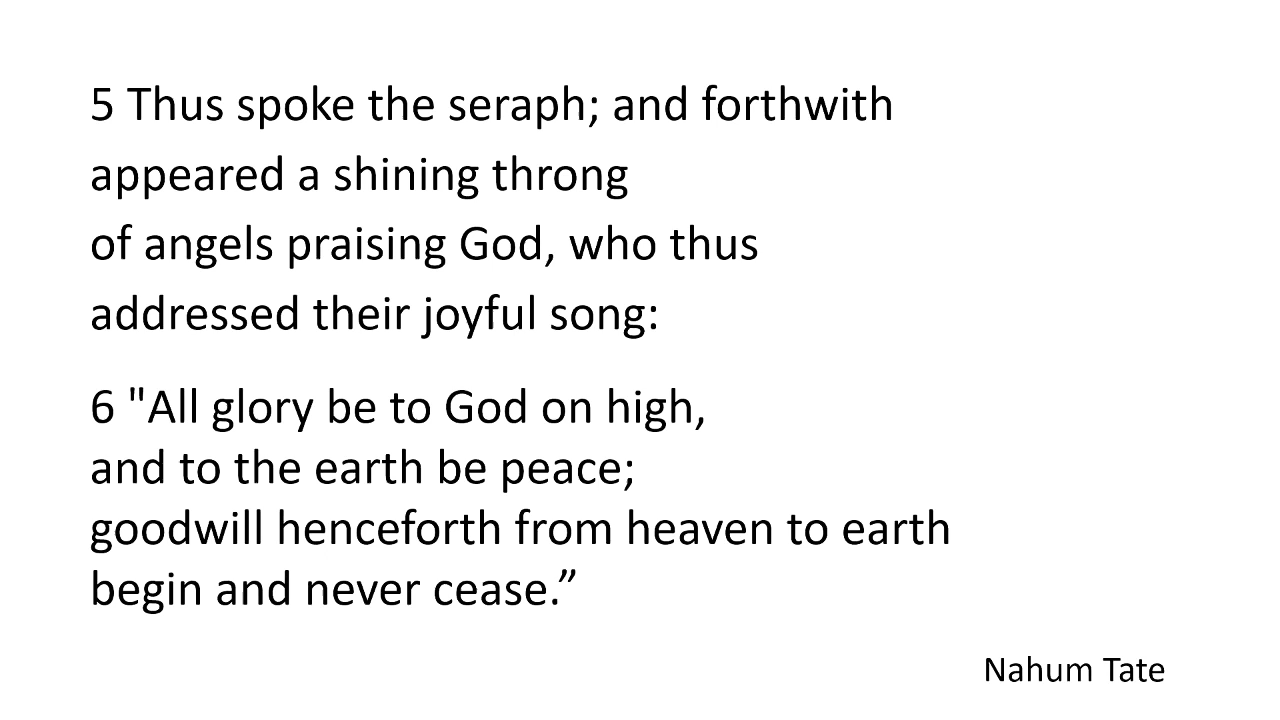 5 Thus spoke the seraph; and forthwith
appeared a shining throng
of angels praising God, who thus
addressed their joyful song:
6 "All glory be to God on high,
and to the earth be peace;
goodwill henceforth from heaven to earth
begin and never cease.”
Nahum Tate